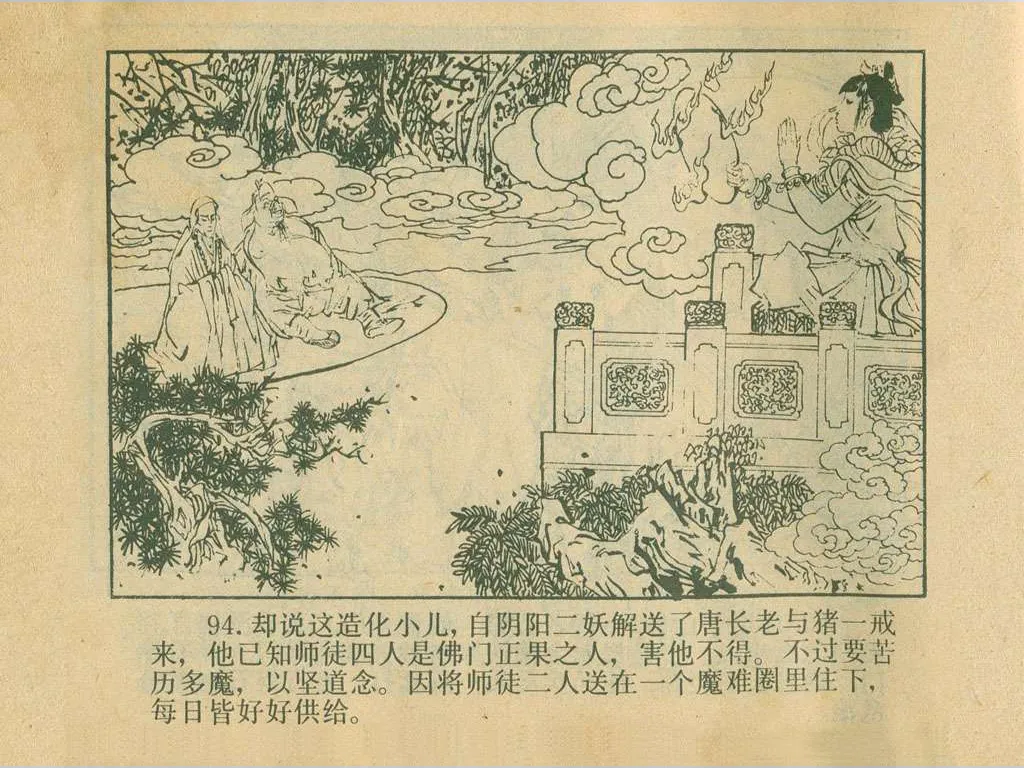 94. 却说这造化小儿，自阴阳二妖解送了唐长老与猪一戒
来，他已知师徒四人是佛门正果之人，害他不得。不过要苦
历多魔，以坚道念。因将师徒二人送在一个魔难圈里住下，
每日皆好好供给。